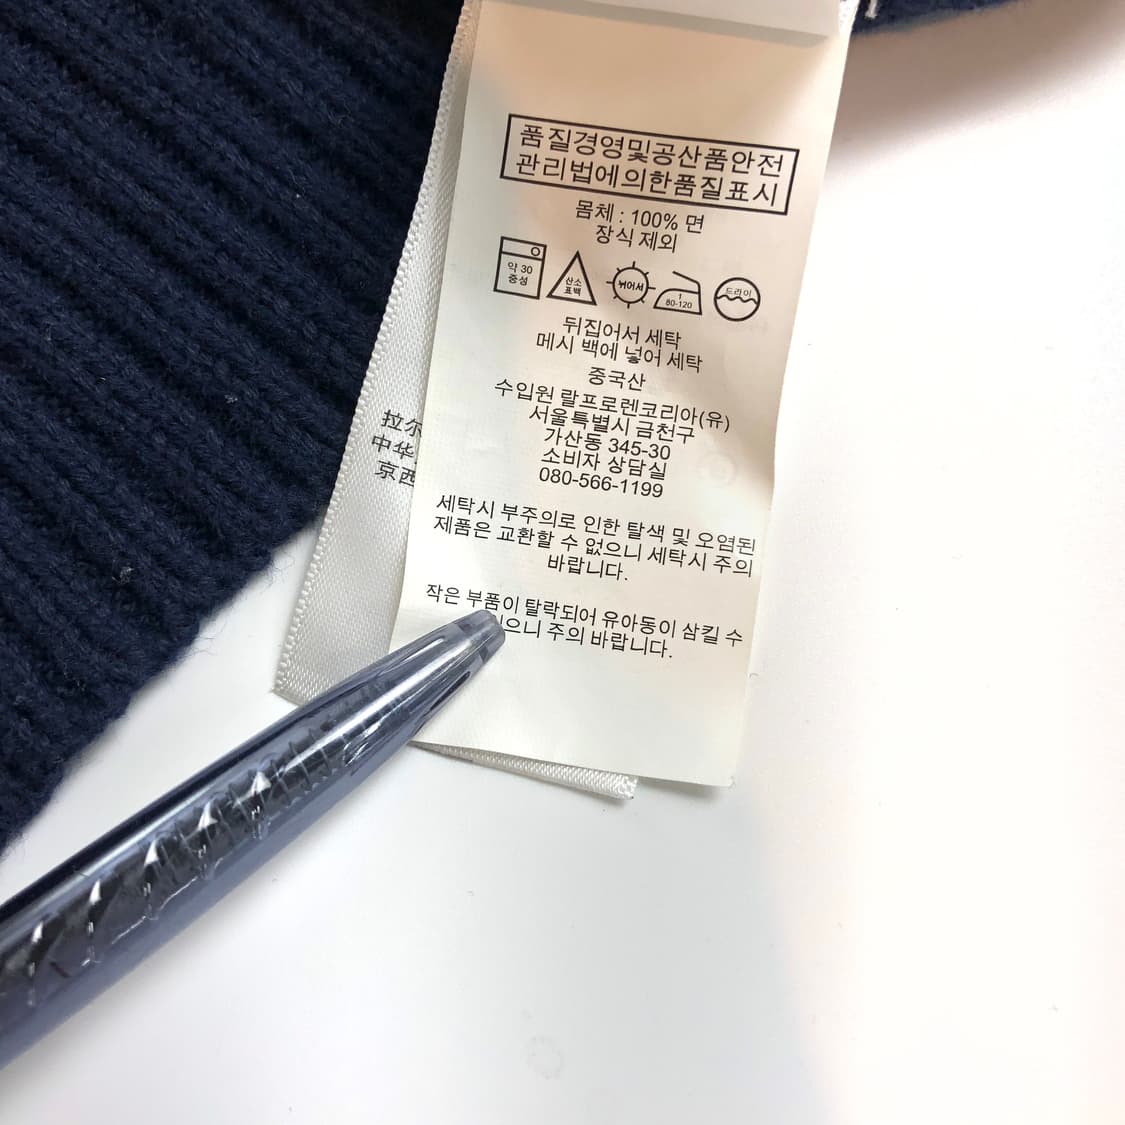 품질경영및공산품안전
관리법에의한품질표시
몸체 : 100% 면
장식 제외
약 30
중성
산소
표백
뉘어서
1
80-120
드라이
뒤집어서 세탁
메시 백에 넣어 세탁
중국산
수입원 랄프로렌코리아(유)
서울특별시 금천구
가산동 345-30
소비자 상담실
080-566-1199
세탁시 부주의로 인한 탈색 및 오염된
제품은 교환할 수 없으니 세탁시 주의
바랍니다.
작은 부품이 탈락되어 유아동이 삼킬 수
으니 주의 바랍니다.
拉尔
中华
京西